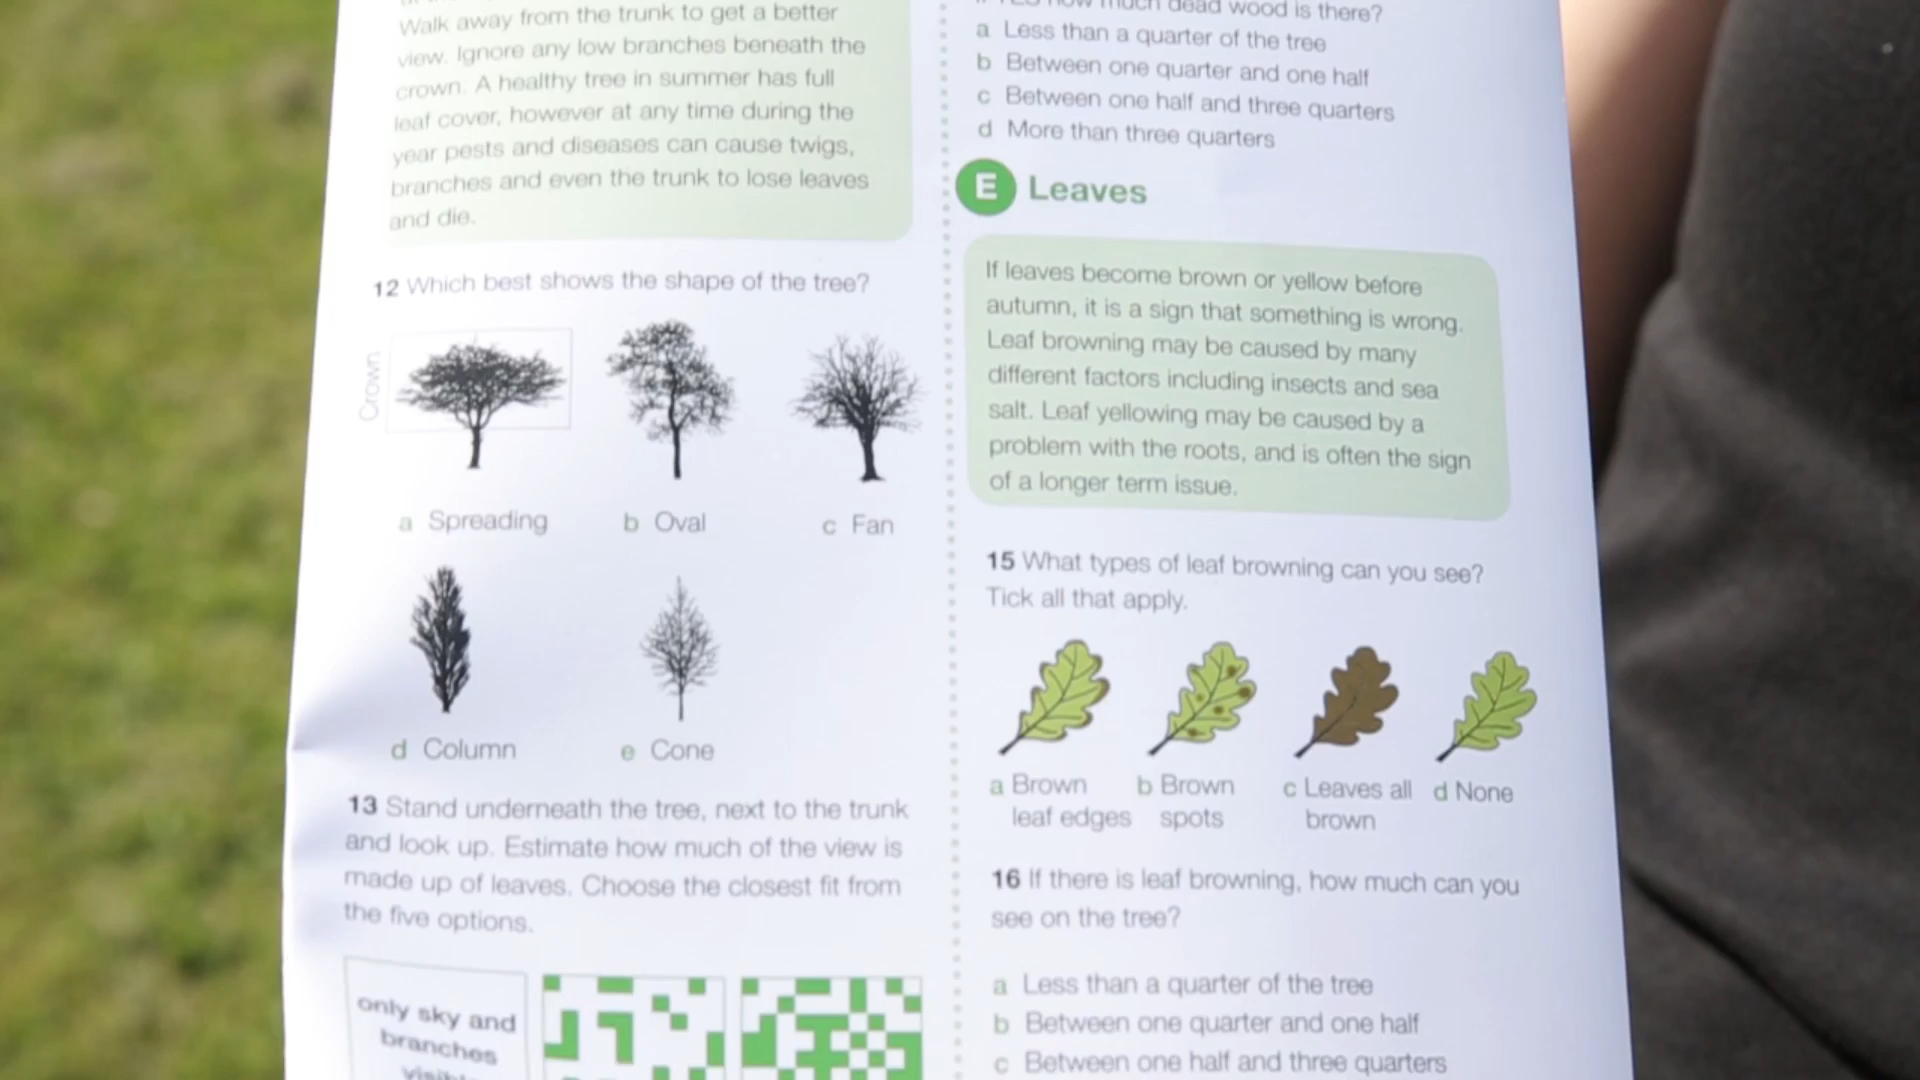 Walk away from the trunk to get a better
view. Ignore any low branches beneath the
crown. A healthy tree in summer has full
leaf cover, however at any time during the
year pests and diseases can cause twigs,
branches and even the trunk to lose leaves
and die.
12 Which best shows the shape of the tree?
Crown
a Spreading
b Oval
c Fan
d Column
e Cone
13 Stand underneath the tree, next to the trunk
and look up. Estimate how much of the view is
made up of leaves. Choose the closest fit from
the five options.
only sky and
branches
much dead wood is there?
a Less than a quarter of the tree
b Between one quarter and one half
c Between one half and three quarters
d More than three quarters
E Leaves
If leaves become brown or yellow before
autumn, it is a sign that something is wrong.
Leaf browning may be caused by many
different factors including insects and sea
salt. Leaf yellowing may be caused by a
problem with the roots, and is often the sign
of a longer term issue.
15 What types of leaf browning can you see?
Tick all that apply.
a Brown
leaf edges
b Brown
spots
c Leaves all
brown
d None
16 If there is leaf browning, how much can you
see on the tree?
a Less than a quarter of the tree
b Between one quarter and one half
c Between one half and three quarters